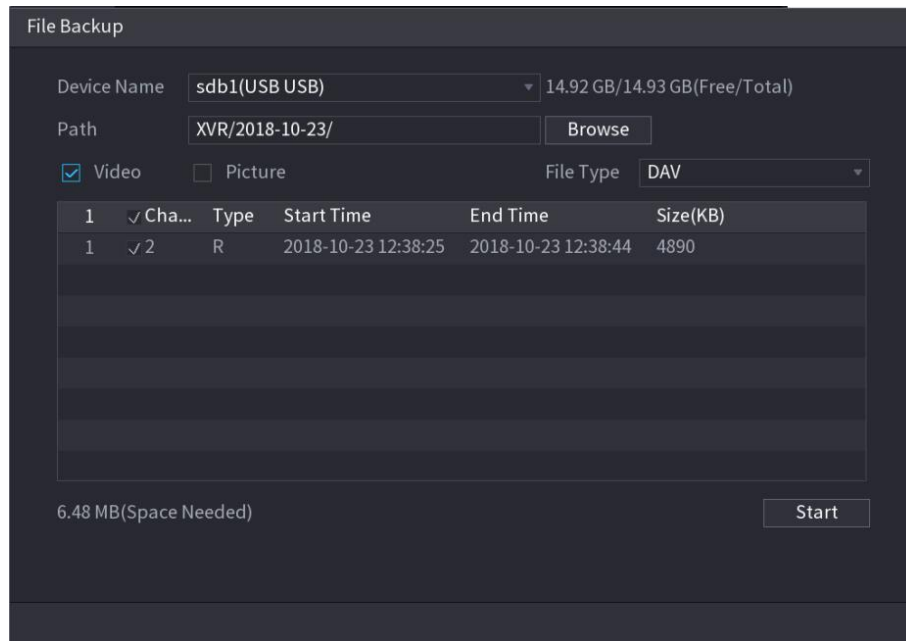 File Backup
Device Name sdb1(USB USB) 14.92 GB/14.93 GB(Free/Total)
Path XVR/2018-10-23/ Browse
Video Picture File Type DAV
1 Cha... Type Start Time End Time Size(KB)
1 2 R 2018-10-23 12:38:25 2018-10-23 12:38:44 4890
6.48 MB(Space Needed) Start